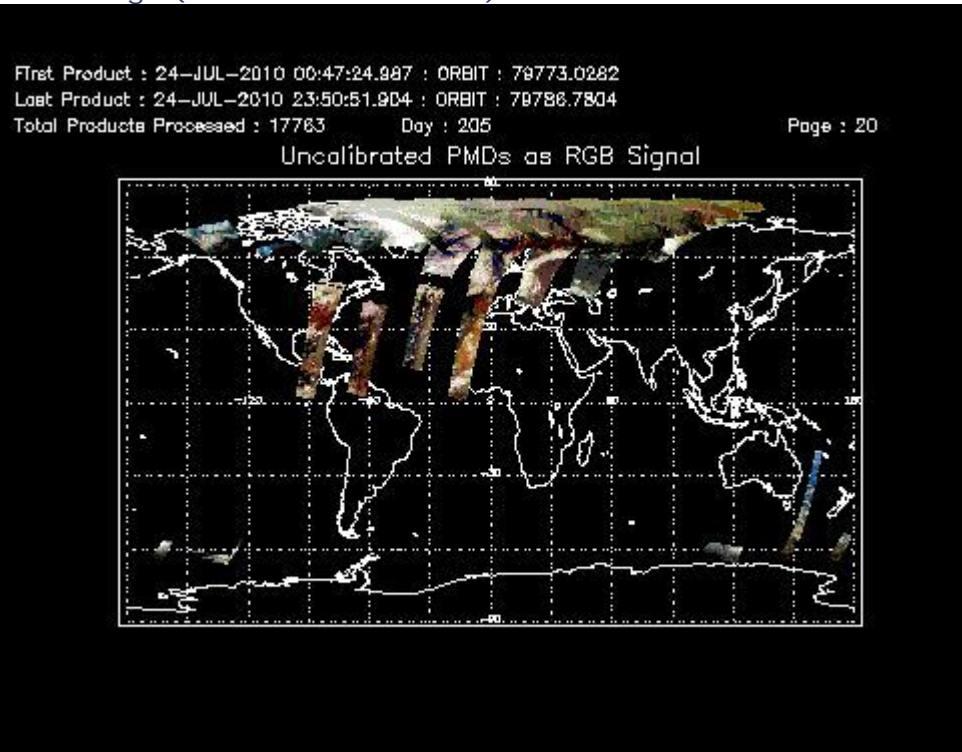 First Product : 24-JUL-2010 00:47:24.987 : ORBIT : 79773.0282
Last Product : 24-JUL-2010 23:50:51.904 : ORBIT : 79786.7804
Total Products Processed : 17763 Day : 205 Page : 20
Uncalibrated PMDs as RGB Signal